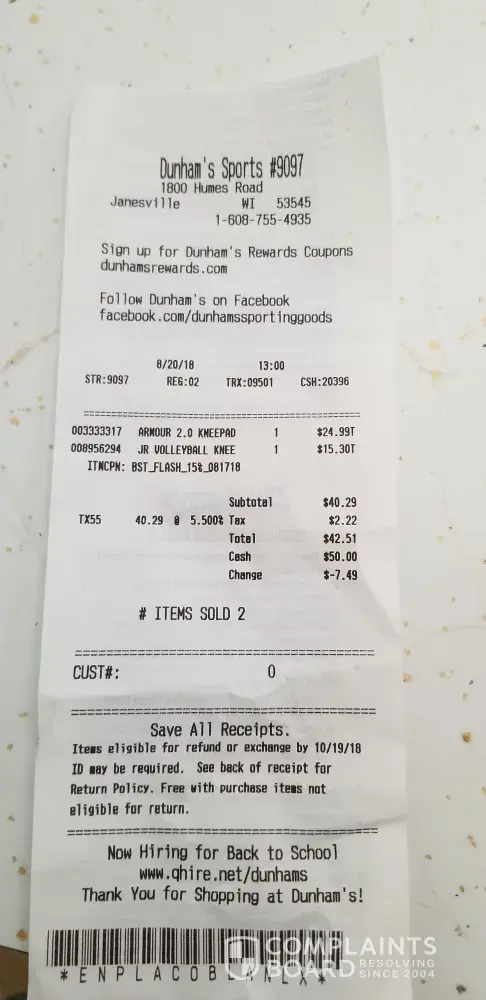 Dunham's Sports #9097
1800 Humes Road
Janesville WI 53545
1-608-755-4935
Sign up for Dunham's Rewards Coupons
dunhamsrewards.com
Follow Dunham's on Facebook
facebook.com/dunhamssportinggoods
8/20/18 13:00
STR:9097 REG:02 TRX:09501 CSH:20396
003333317 ARMOUR 2.0 KNEEPAD 1 $24.99T
008956294 JR VOLLEYBALL KNEE 1 $15.30T
ITMCPN: BST_FLASH_15%_081718
Subtotal $40.29
TX55 40.29 @ 5.500% Tax $2.22
Total $42.51
Cash $50.00
Change $-7.49
# ITEMS SOLD 2
CUST#: 0
Save All Receipts.
Items eligible for refund or exchange by 10/19/18
ID may be required. See back of receipt for
Return Policy. Free with purchase items not
eligible for return.
Now Hiring for Back to School
www.qhire.net/dunhams
Thank You for Shopping at Dunham's!
COMPLAINTS
BOARD RESOLVING SINCE 2004